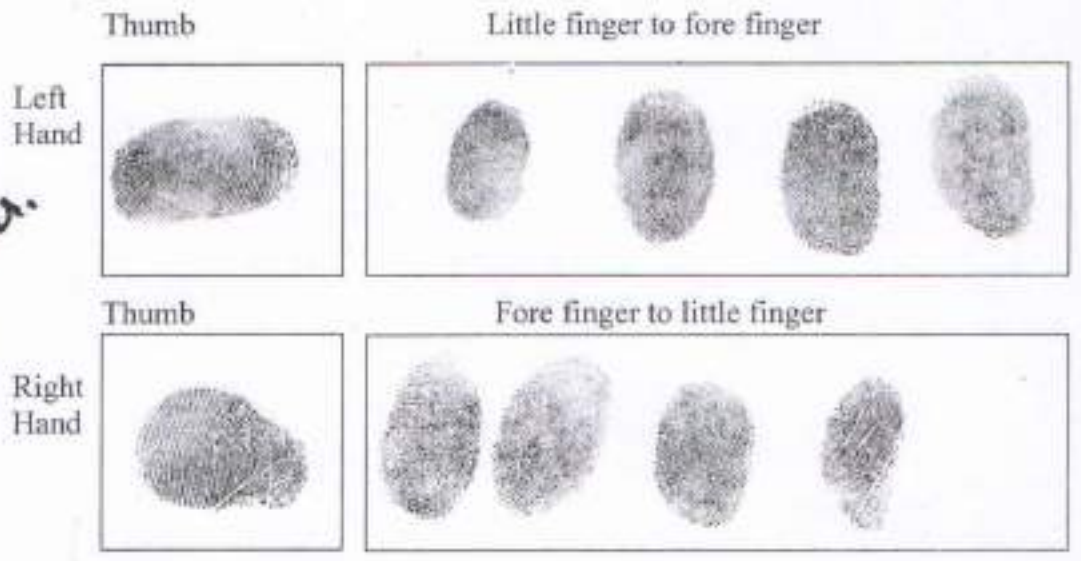 Thumb Little finger to fore finger
Left
Hand
Thumb Fore finger to little finger
Right
Hand